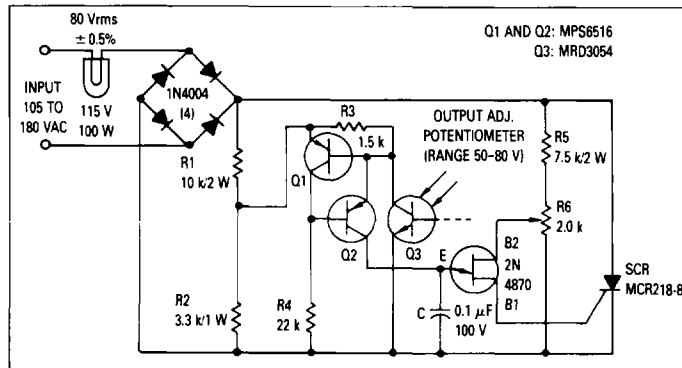 80 Vrms
± 0.5%
Q1 AND Q2: MPS6516
Q3: MRD3054
INPUT
105 TO
180 VAC
115 V
100 W
1N4004
(4)
R1
10 k/2 W
R3
1.5 k
OUTPUT ADJ.
POTENTIOMETER
(RANGE 50-80 V)
R5
7.5 k/2 W
Q1
Q2
Q3
E
B2
2N
4870
B1
R6
2.0 k
SCR
MCR218-8
R2
3.3 k/1 W
R4
22 k
C
0.1 µF
100 V